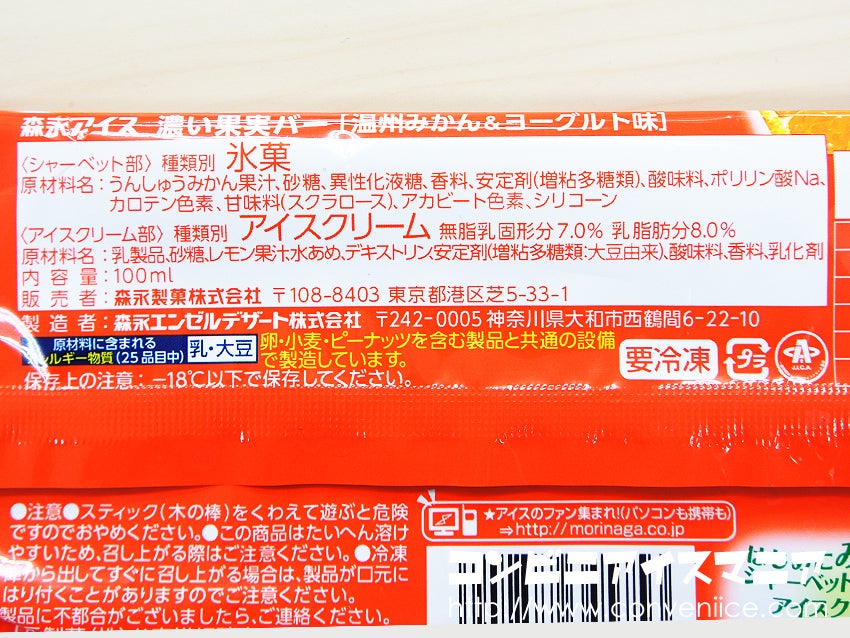 森永アイス 濃い果実バー [温州みかん&ヨーグルト味]
〈シャーベット部〉種類別 氷菓
原材料名:うんしゅうみかん果汁、砂糖、異性化液糖、香料、安定剤(増粘多糖類)、酸味料、ポリリン酸Na、
カロテン色素、甘味料(スクラロース)、アカビート色素、シリコーン
〈アイスクリーム部〉種類別 アイスクリーム 無脂乳固形分7.0% 乳脂肪分8.0%
原材料名:乳製品、砂糖、レモン果汁、水あめ、デキストリン、安定剤(増粘多糖類:大豆由来)、酸味料、香料、乳化剤
内容量:100ml
販売者:森永製菓株式会社 〒108-8403 東京都港区芝5-33-1
製造者:森永エンゼルデザート株式会社 〒242-0005 神奈川県大和市西鶴間6-22-10
原材料に含まれる
アレルギー物質(25品目中)
乳・大豆
卵・小麦・ピーナッツを含む製品と共通の設備
で製造しています。
要冷凍
J.I.C.A.
保存上の注意:-18℃以下で保存してください。
●注意●スティック(木の棒)をくわえて遊ぶと危険
ですのでおやめください。●この商品はたいへん溶け
やすいため、召し上がる際はご注意ください。●冷凍
庫から出してすぐに召し上がる場合は、製品が口元に
はり付くことがありますのでご注意ください。
製品に不都合がございましたら、ご連絡ください。
★アイスのファン集まれ!(パソコンも携帯も)
⇒http://morinaga.co.jp
コンビニアイスマニア
http://www.conveniice.com